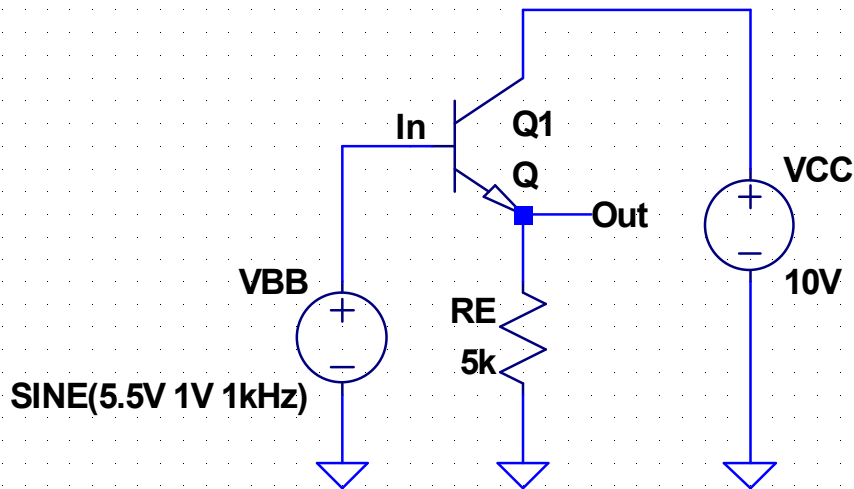 In
Q1
Q
VCC
10V
Out
VBB
SINE(5.5V 1V 1kHz)
RE
5k